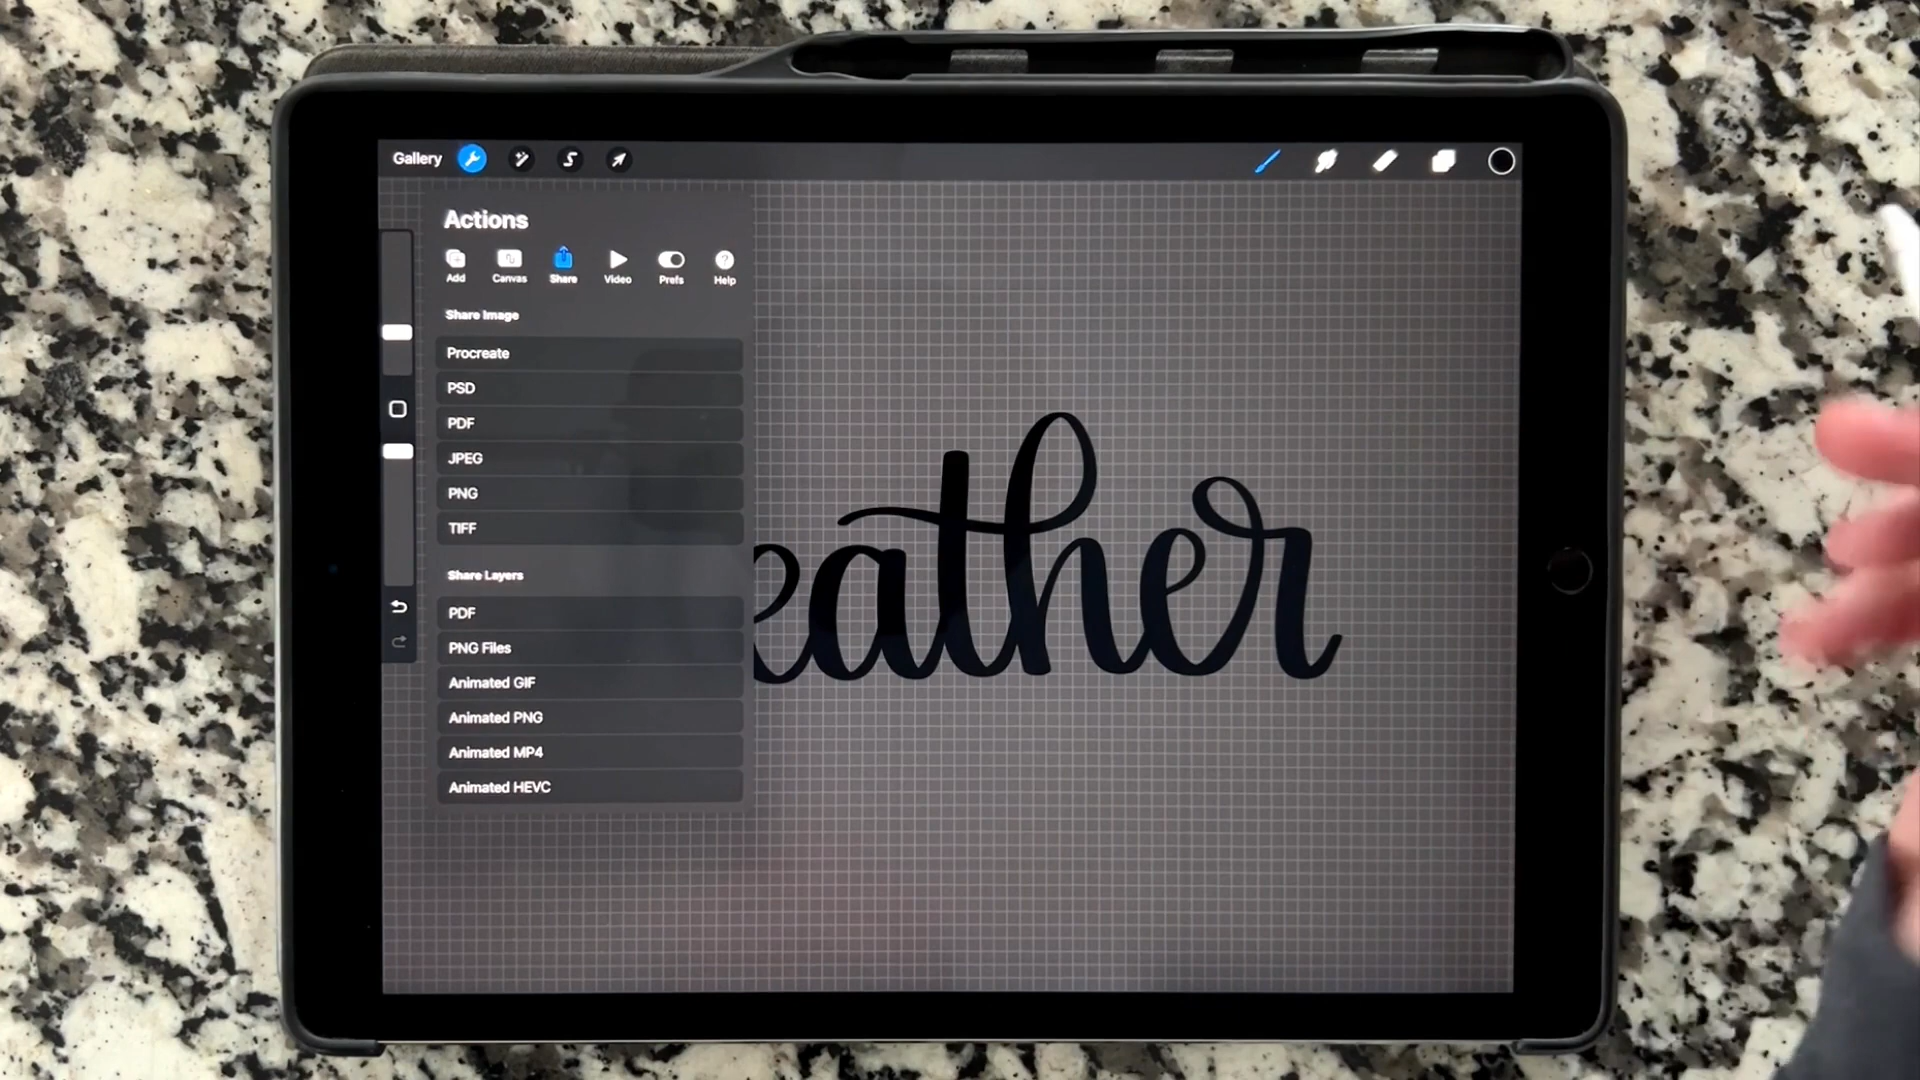 Gallery
Actions
Add Canvas Share Video Prefs Help
Share Image
Procreate
PSD
PDF
JPEG
PNG
TIFF
Share Layers
PDF
PNG Files
Animated GIF
Animated PNG
Animated MP4
Animated HEVC
eather